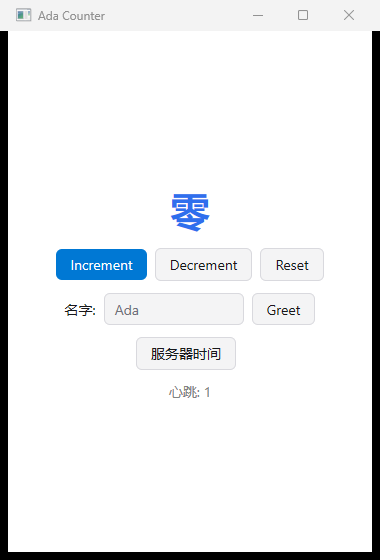 Ada Counter
零
Increment Decrement Reset
名字: Ada Greet
服务器时间
心跳: 1